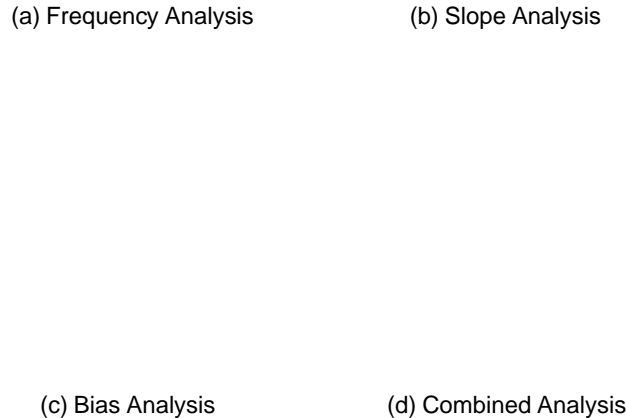 (a) Frequency Analysis
(b) Slope Analysis
(c) Bias Analysis
(d) Combined Analysis